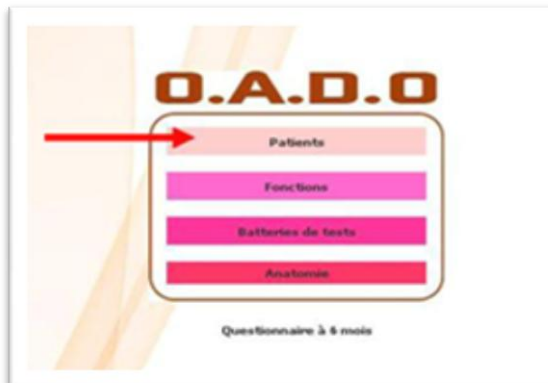 O.A.D.O
Patients
Fonctions
Batteries de tests
Anatomie
Questionnaire à 6 mois